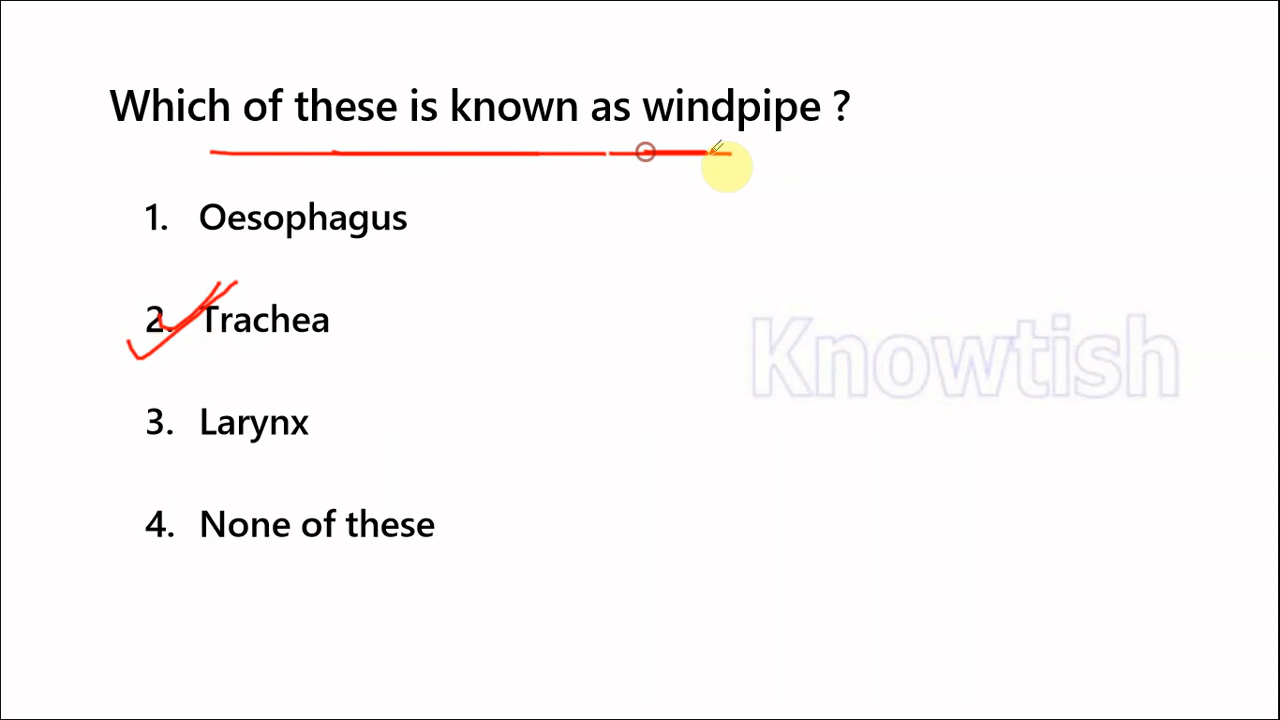 Which of these is known as windpipe ?
1. Oesophagus
2. Trachea
Knowtish
3. Larynx
4. None of these